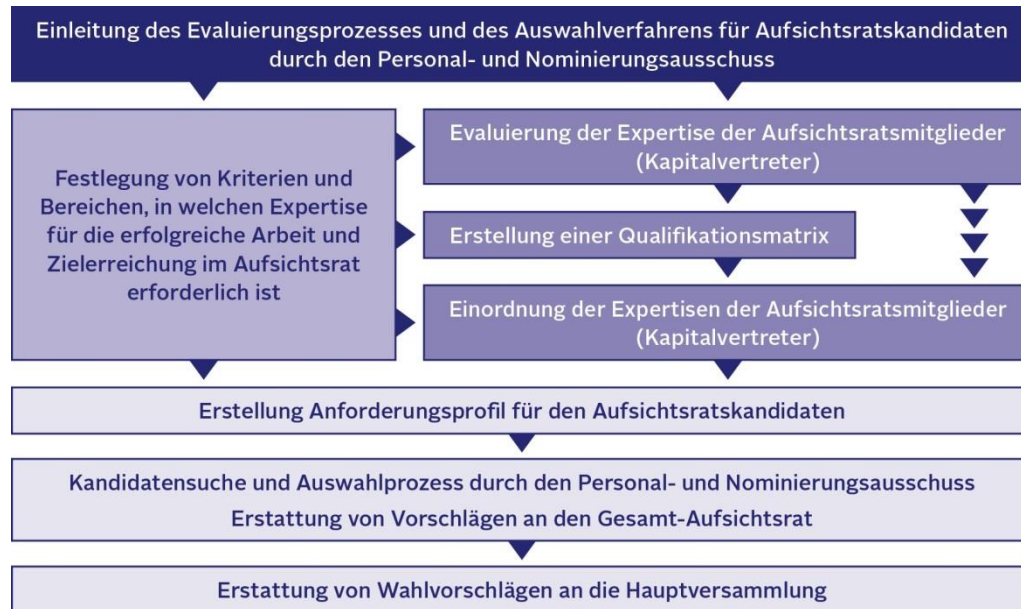 Einleitung des Evaluierungsprozesses und des Auswahlverfahrens für Aufsichtsratskandidaten
durch den Personal- und Nominierungsausschuss
Festlegung von Kriterien und
Bereichen, in welchen Expertise
für die erfolgreiche Arbeit und
Zielerreichung im Aufsichtsrat
erforderlich ist
Evaluierung der Expertise der Aufsichtsratsmitglieder
(Kapitalvertreter)
Erstellung einer Qualifikationsmatrix
Einordnung der Expertisen der Aufsichtsratsmitglieder
(Kapitalvertreter)
Erstellung Anforderungsprofil für den Aufsichtsratskandidaten
Kandidatensuche und Auswahlprozess durch den Personal- und Nominierungsausschuss
Erstattung von Vorschlägen an den Gesamt-Aufsichtsrat
Erstattung von Wahlvorschlägen an die Hauptversammlung